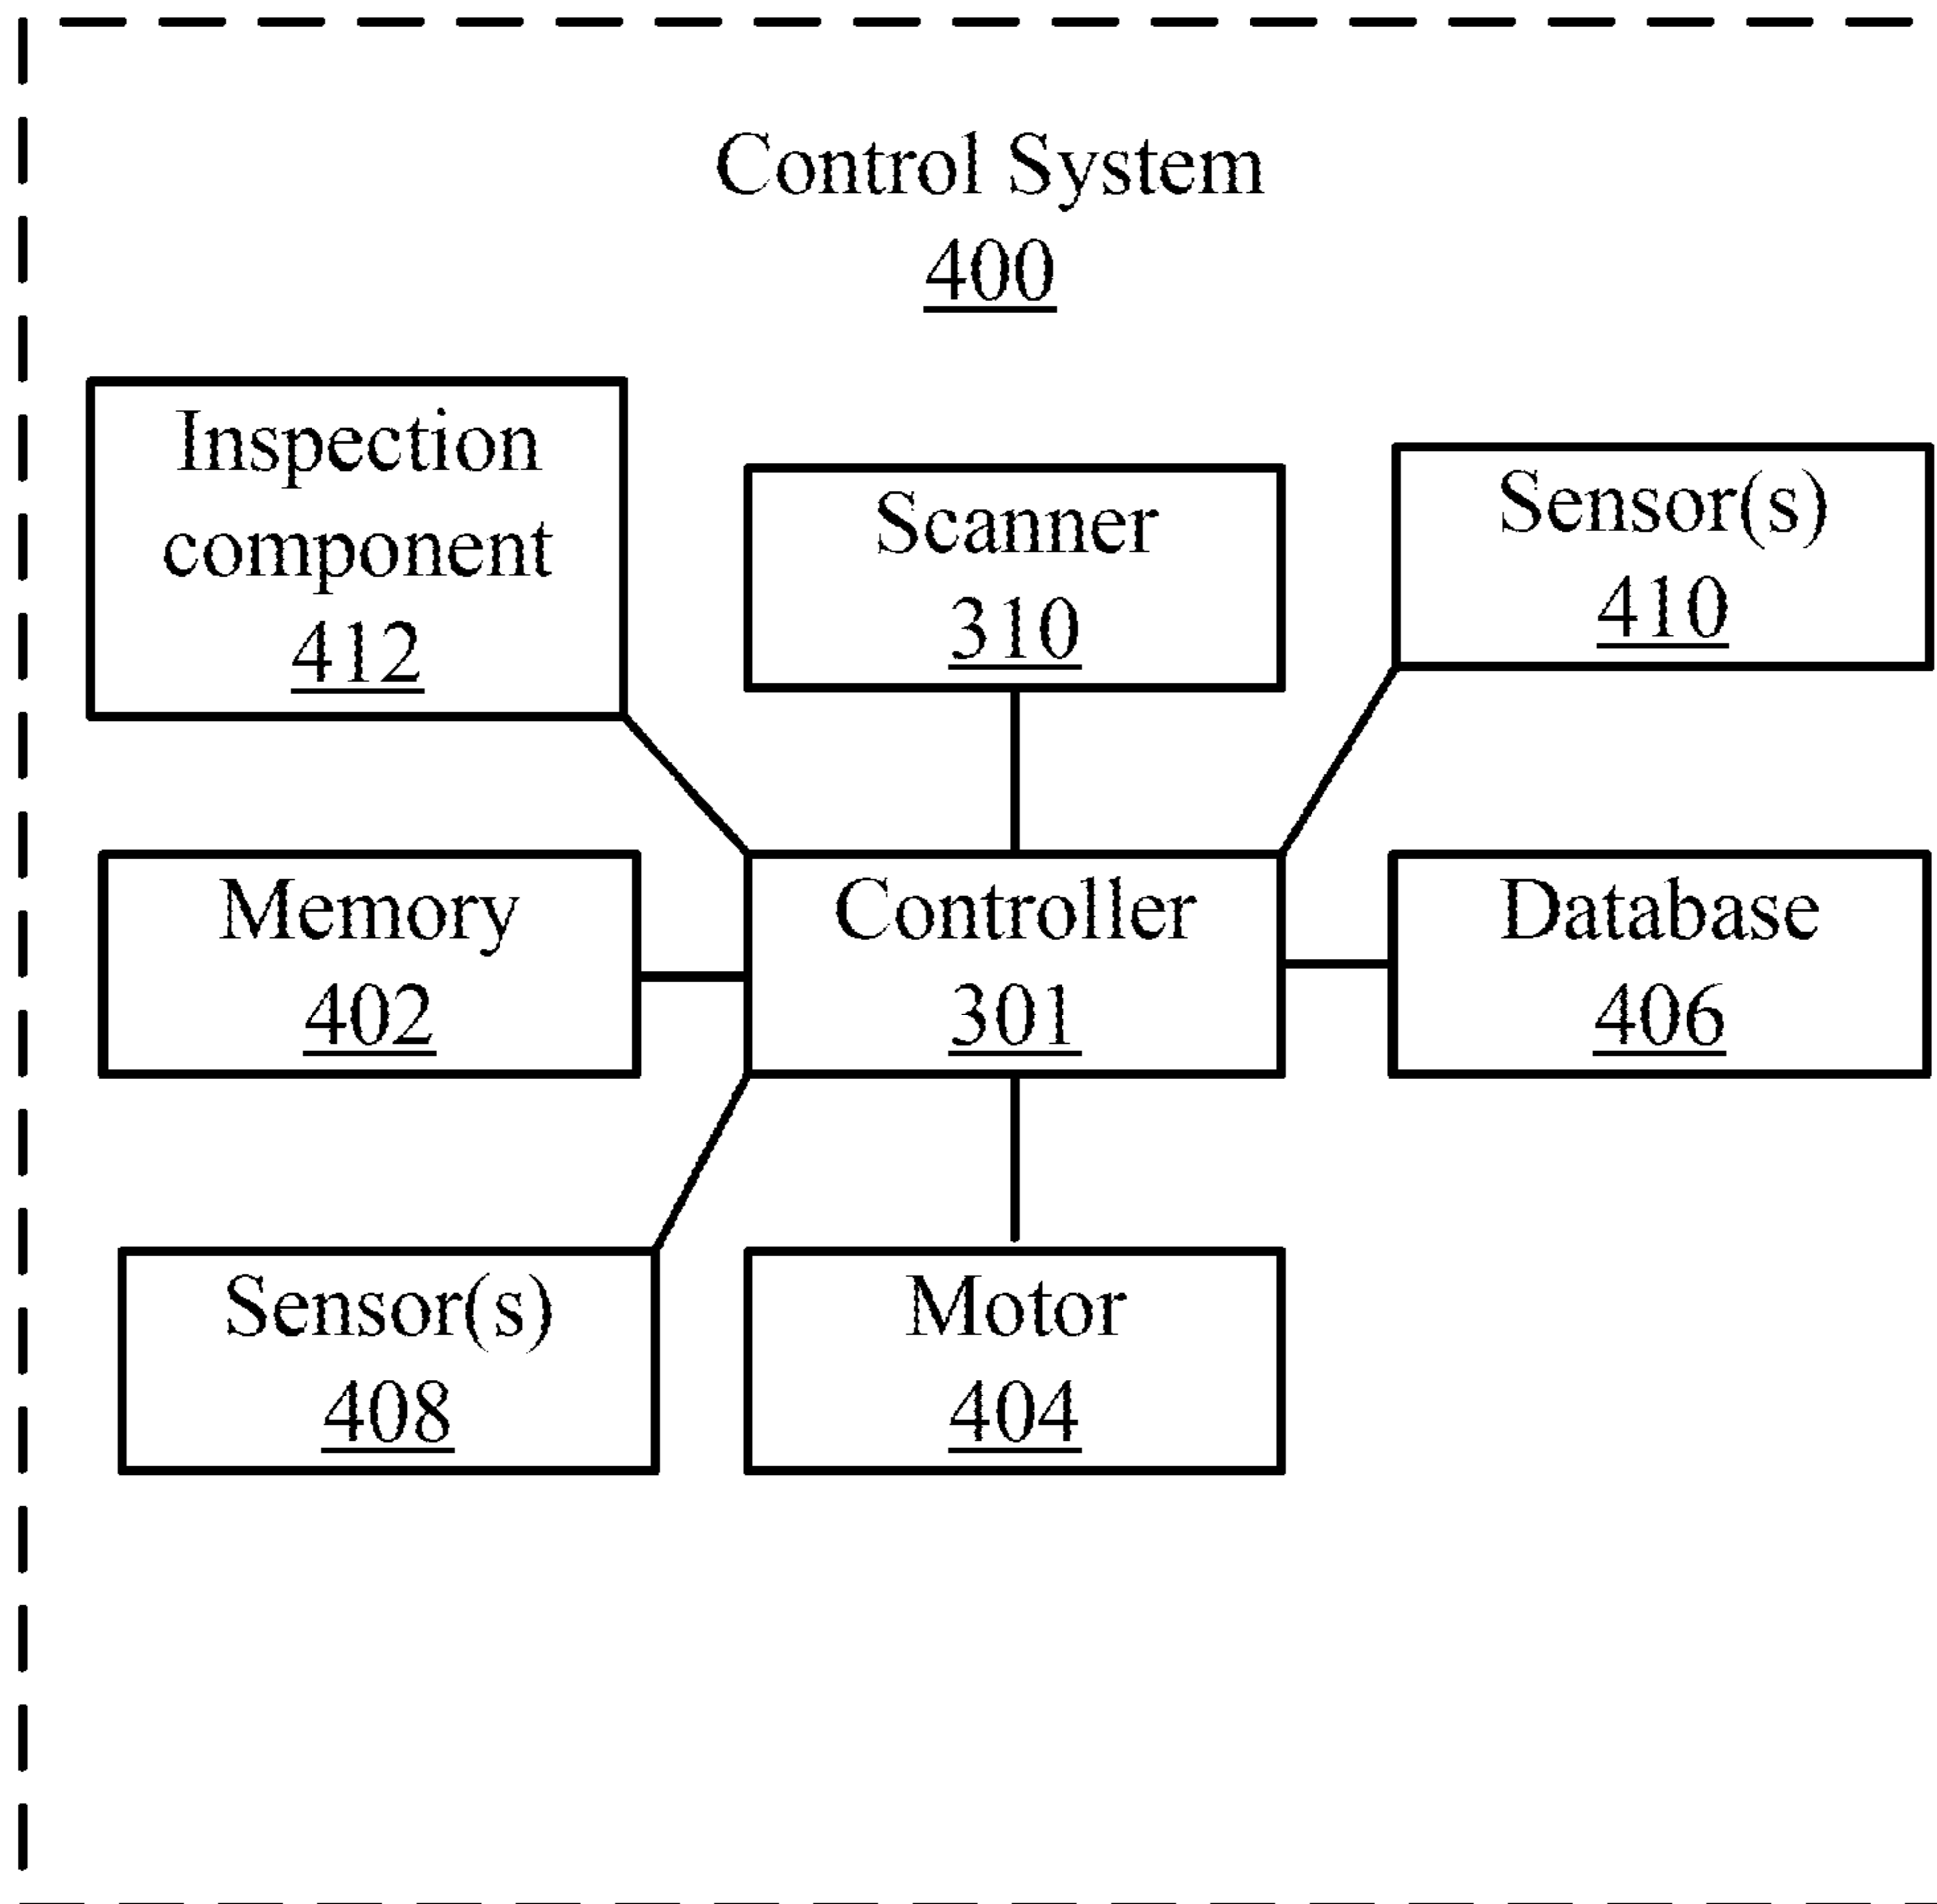 Control System
400
Inspection
component
412
Scanner
310
Sensor(s)
410
Memory
402
Controller
301
Database
406
Sensor(s)
408
Motor
404